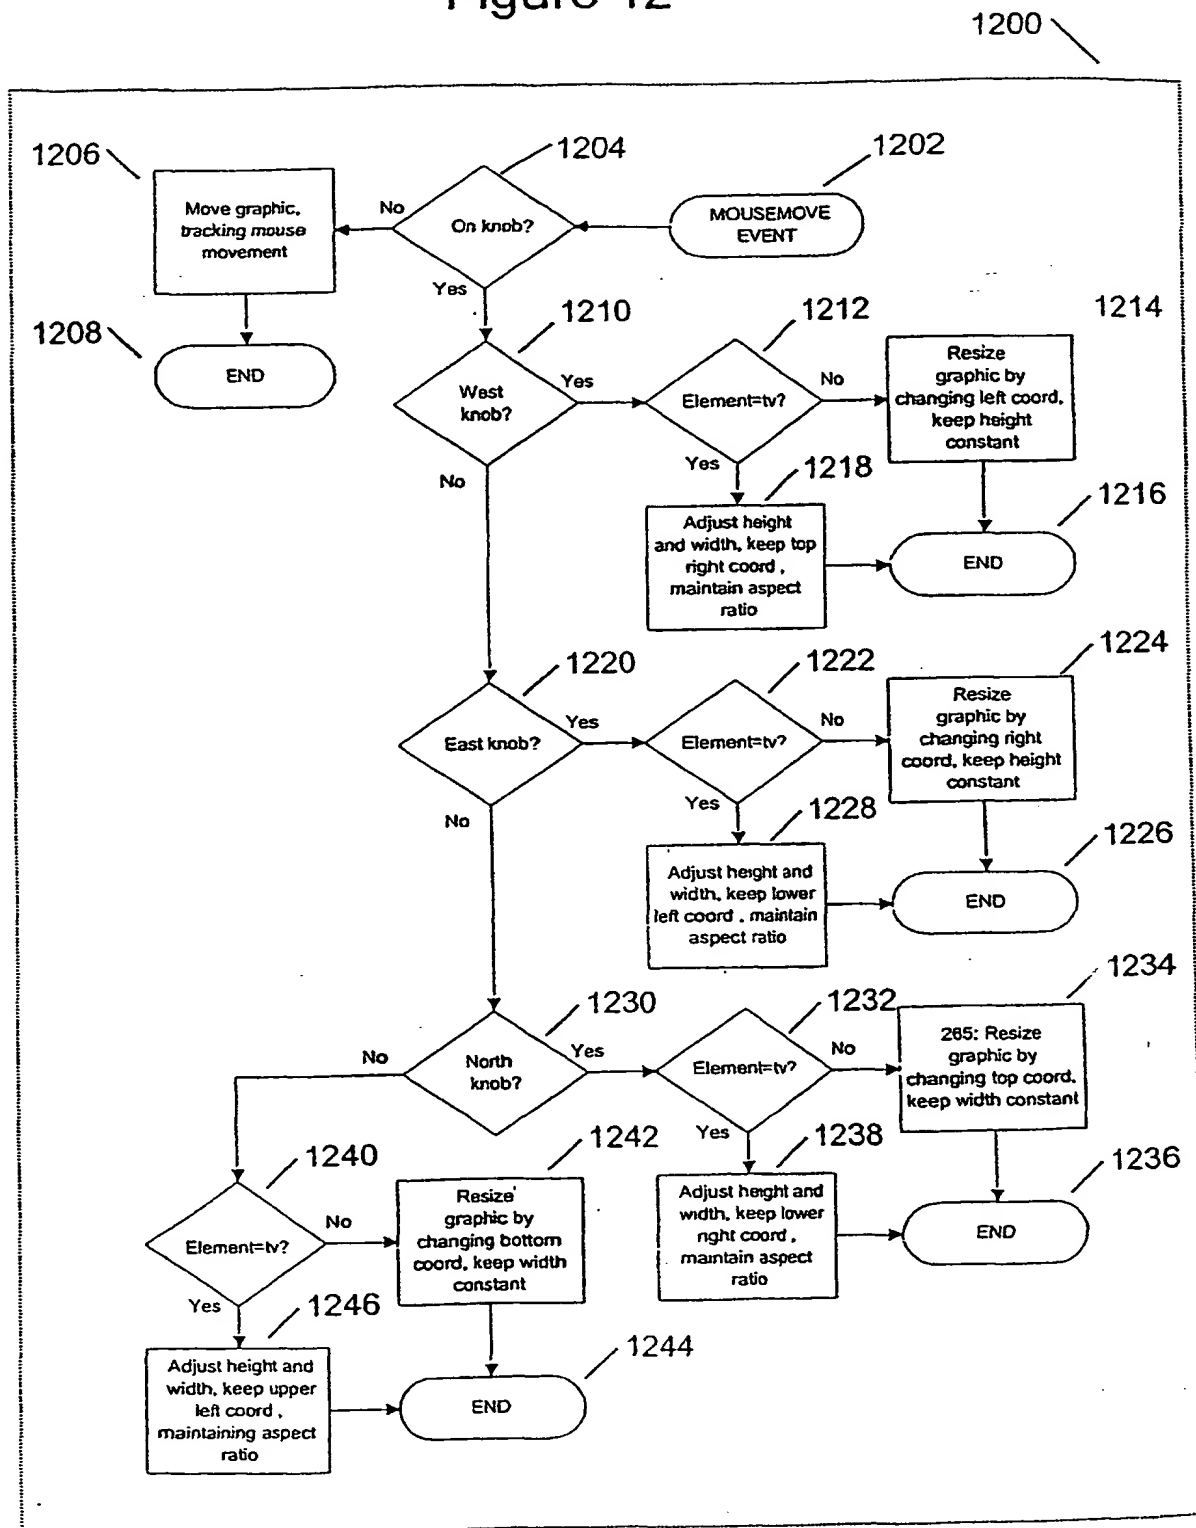 Figure 12
1200
1206
1204
1202
Move graphic,
tracking mouse
movement
No
On knob?
MOUSEMOVE
EVENT
Yes
1208
END
1210
1212
1214
West
knob?
Yes
Element=tv?
No
Resize
graphic by
changing left coord,
keep height
constant
No
Yes
1218
1216
Adjust height
and width, keep top
right coord ,
maintain aspect
ratio
END
1220
1222
1224
East knob?
Yes
Element=tv?
No
Resize
graphic by
changing right
coord, keep height
constant
No
Yes
1228
1226
Adjust height and
width, keep lower
left coord , maintain
aspect ratio
END
1230
1232
1234
No
North
knob?
Yes
Element=tv?
No
265: Resize
graphic by
changing top coord,
keep width constant
Yes
1238
1236
Adjust height and
width, keep lower
right coord ,
maintain aspect
ratio
END
1240
1242
Element=tv?
No
Resize
graphic by
changing bottom
coord, keep width
constant
Yes
1246
1244
Adjust height and
width, keep upper
left coord ,
maintaining aspect
ratio
END